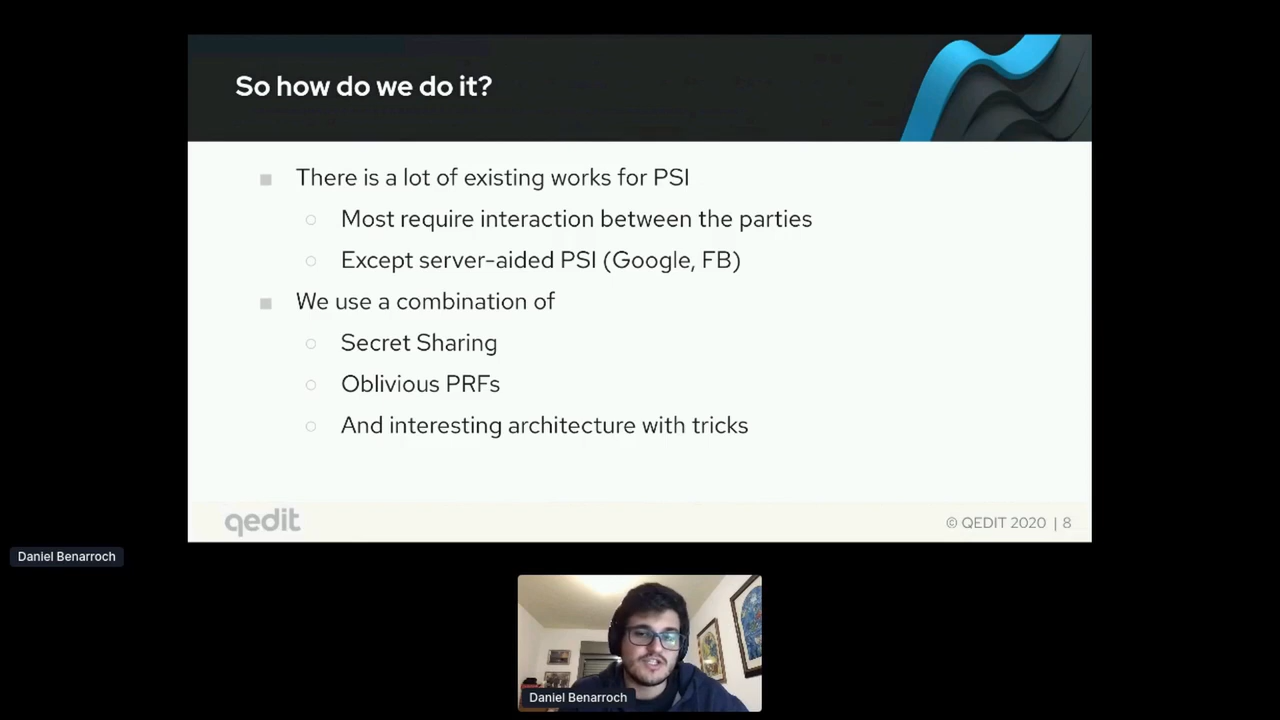 So how do we do it?
There is a lot of existing works for PSI
Most require interaction between the parties
Except server-aided PSI (Google, FB)
We use a combination of
Secret Sharing
Oblivious PRFs
And interesting architecture with tricks
qedit
© QEDIT 2020 | 8
Daniel Benarroch
Daniel Benarroch